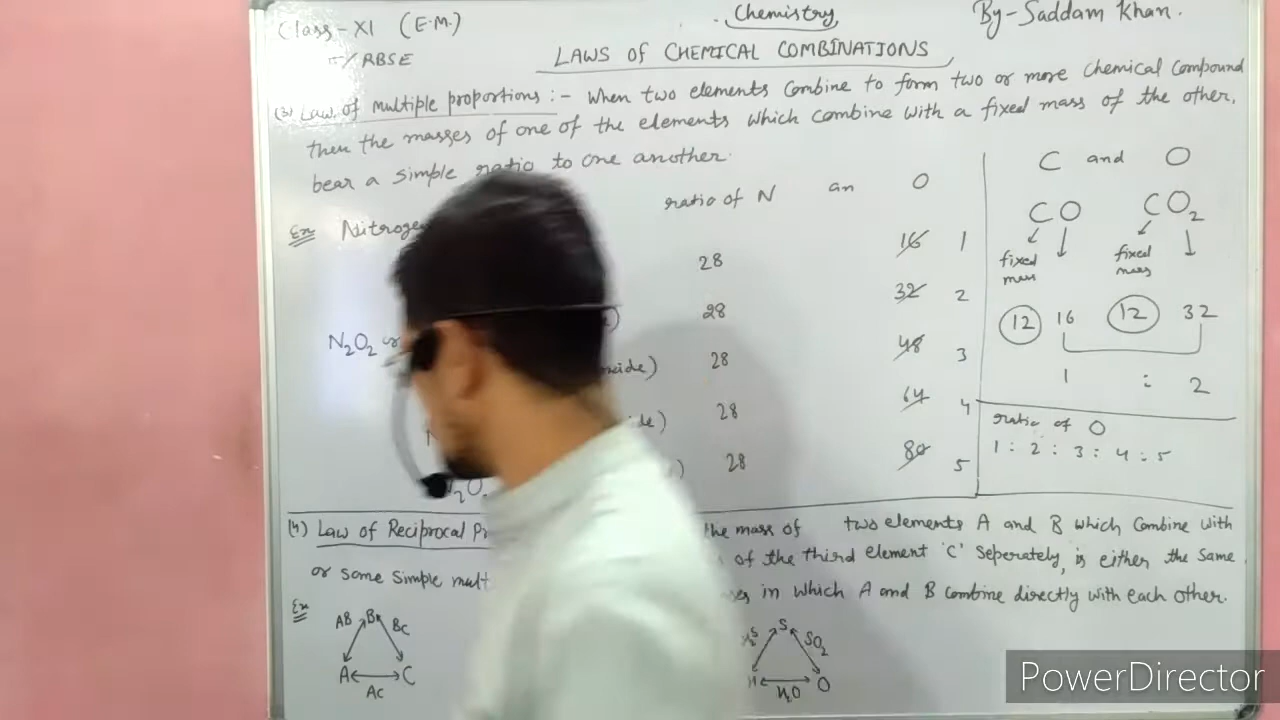 Class-XI (E.M.)
Chemistry
By-Saddam Khan.
RBSE
LAWS OF CHEMICAL COMBINATIONS
(3) Law of multiple proportions :- When two elements combine to form two or more chemical compound
then the masses of one of the elements which combine with a fixed mass of the other,
bear a simple ratio to one another.
C and O
ratio of N an O
Ex Nitroge
CO CO2
fixed mass fixed mass
28 16 1
28 32 2
12 16 12 32
N2O2 or
28 48 3
1 : 2
28 64 4
ratio of O
1 : 2 : 3 : 4 : 5
28 80 5
(4) Law of Reciprocal Pr the mass of two elements A and B which combine with
of the third element 'C' Seperately, is either the same
or some simple mult in which A and B combine directly with each other.
Ex
AB B BC
A C
AC
S SO2
H2O O
PowerDirector